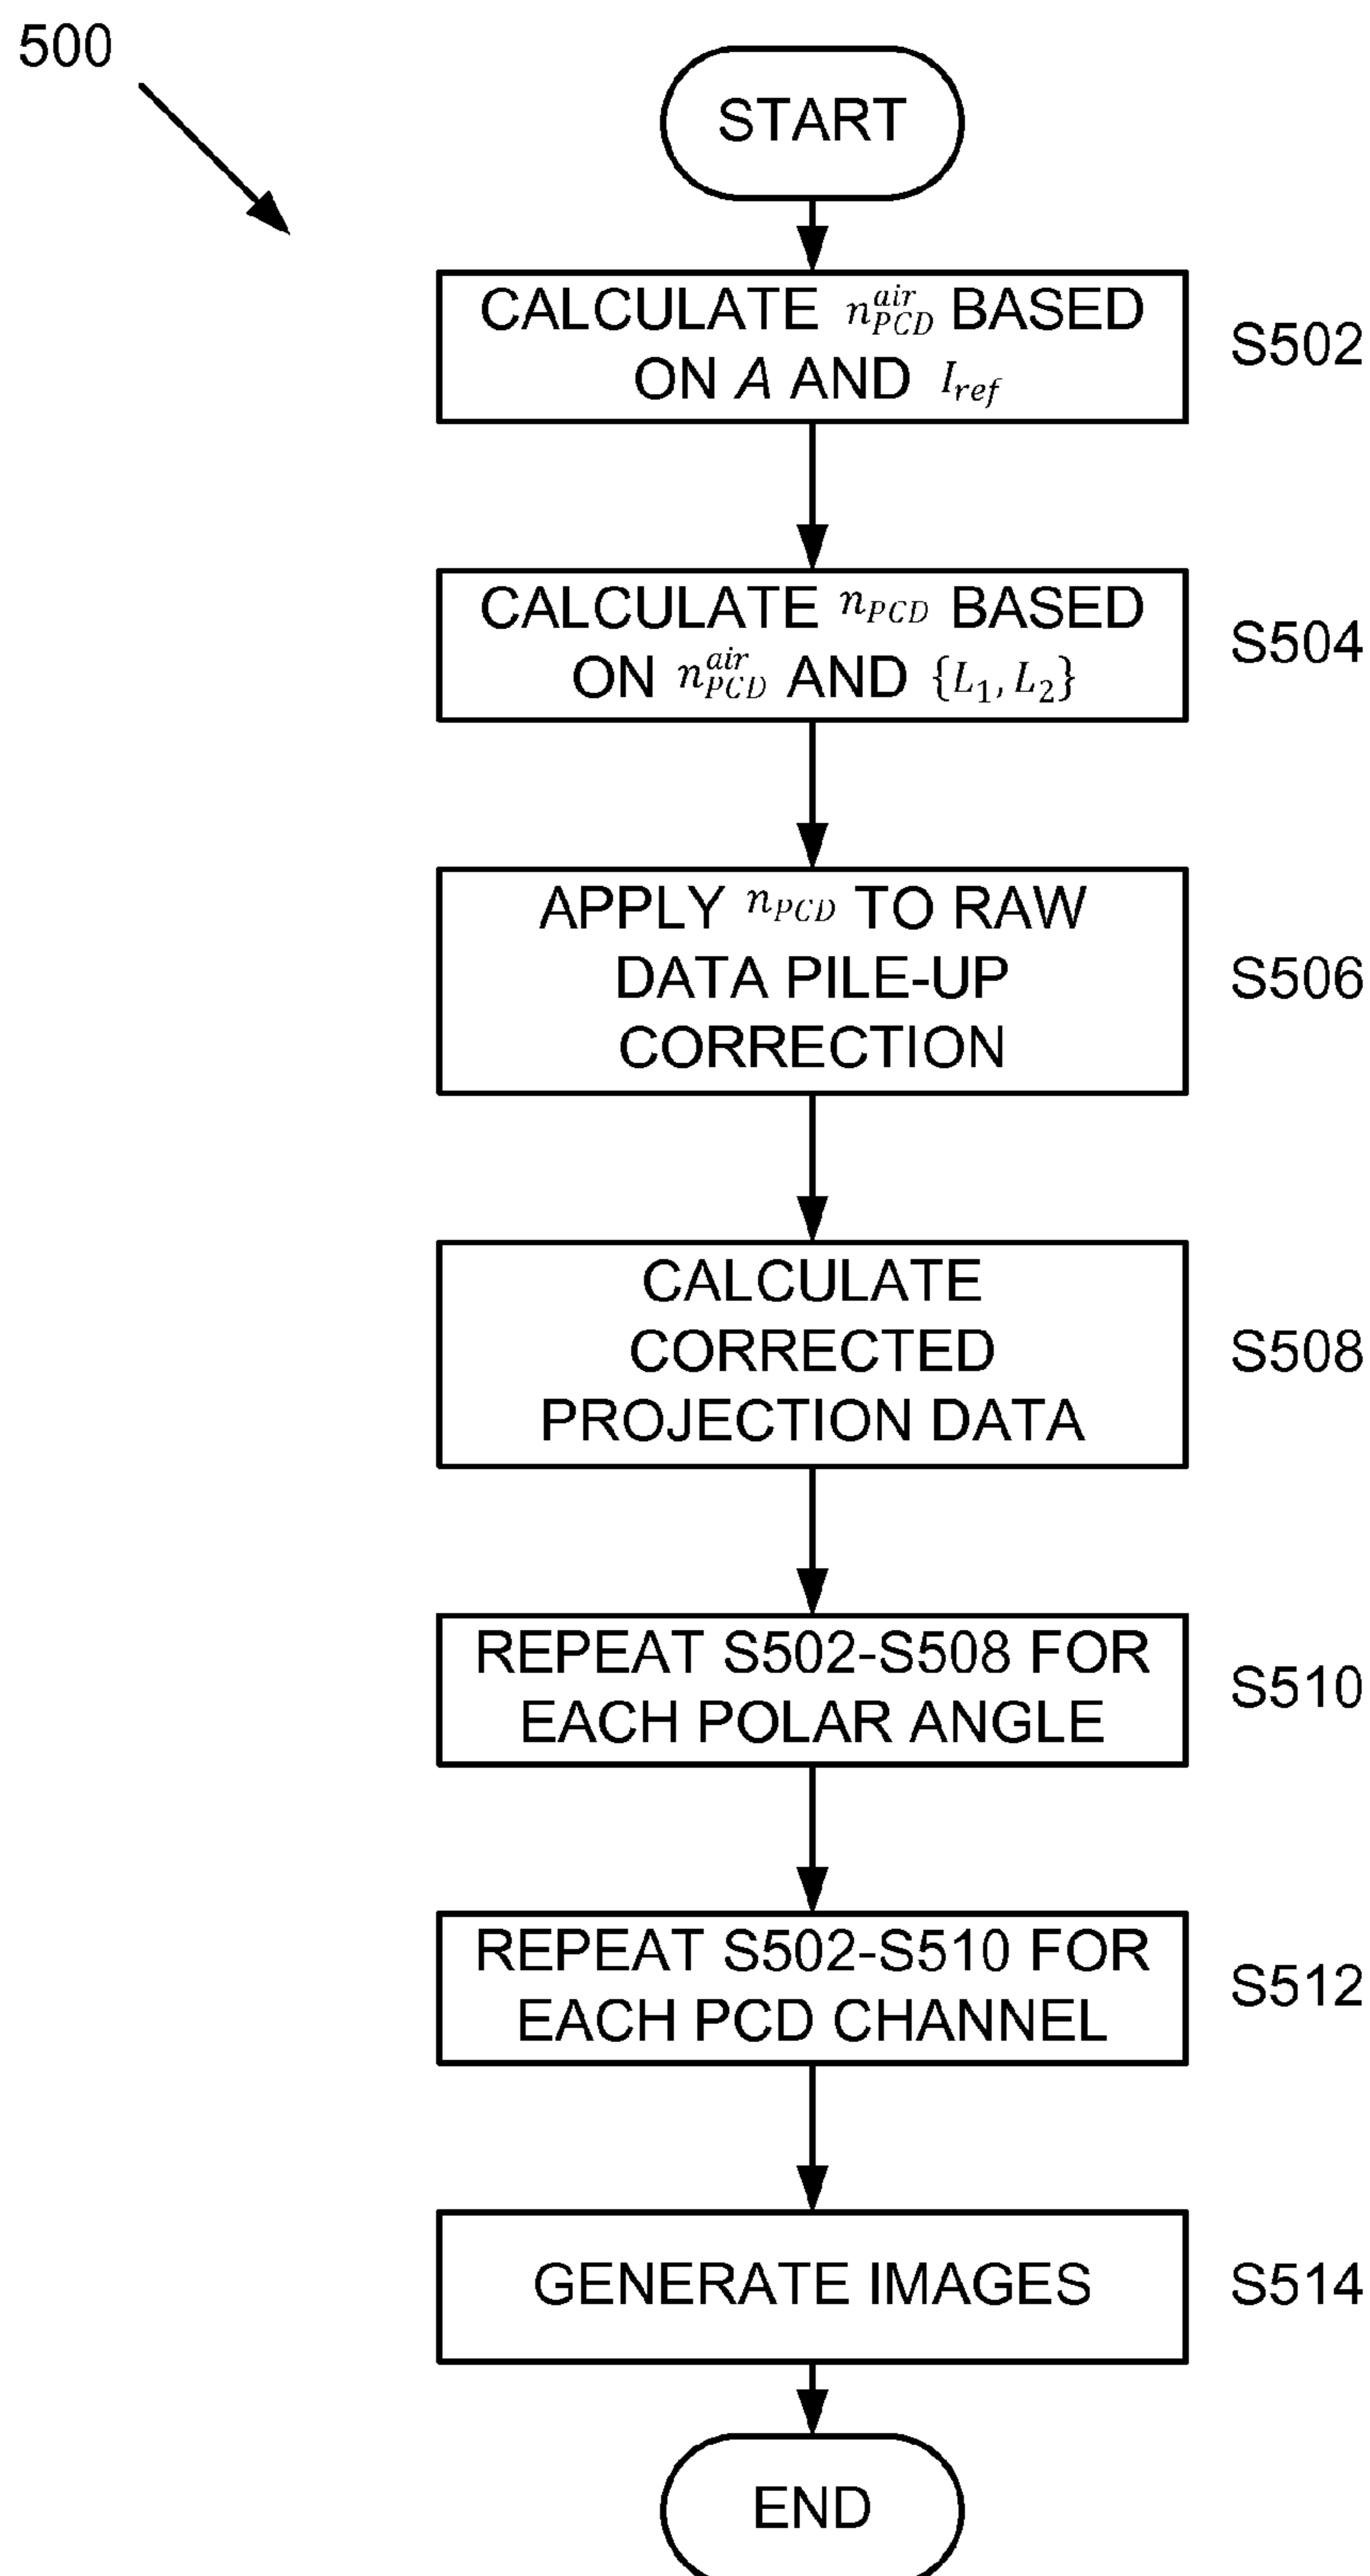 500
START
CALCULATE n_{PCD}^{air} BASED
ON A AND I_{ref}
S502
CALCULATE n_{PCD} BASED
ON n_{PCD}^{air} AND {L_1, L_2}
S504
APPLY n_{PCD} TO RAW
DATA PILE-UP
CORRECTION
S506
CALCULATE
CORRECTED
PROJECTION DATA
S508
REPEAT S502-S508 FOR
EACH POLAR ANGLE
S510
REPEAT S502-S510 FOR
EACH PCD CHANNEL
S512
GENERATE IMAGES
S514
END